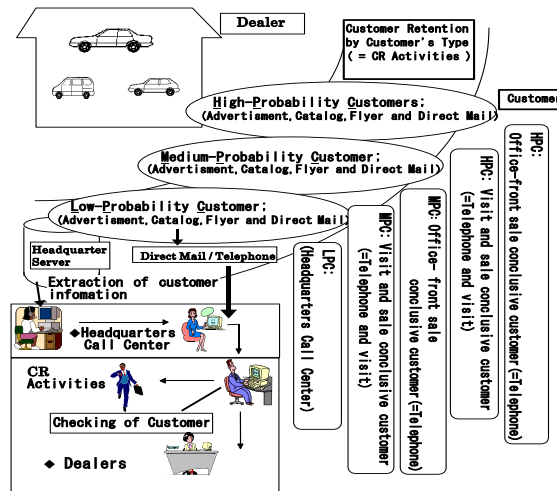 Dealer
Customer Retention
by Customer's Type
( = CR Activities )
High-Probability Customers;
(Advertisment, Catalog, Flyer and Direct Mail)
Customer
Medium-Probability Customer;
(Advertisment, Catalog, Flyer and Direct Mail)
Low-Probability Customer;
(Advertisment, Catalog, Flyer and Direct Mail)
Headquarter
Server
Direct Mail / Telephone
Extraction of customer
infomation
◆Headquarters
Call Center
CR
Activities
Checking of Customer
◆ Dealers
LPC:
(Headquarters Call Center)
MPC: Visit and sale conclusive customer
(=Telephone and visit)
MPC: Office- front sale
conclusive customer (=Telephone)
HPC: Visit and sale conclusive customer
(=Telephone and visit)
HPC:
Office-front sale conclusive customer (=Telephone)